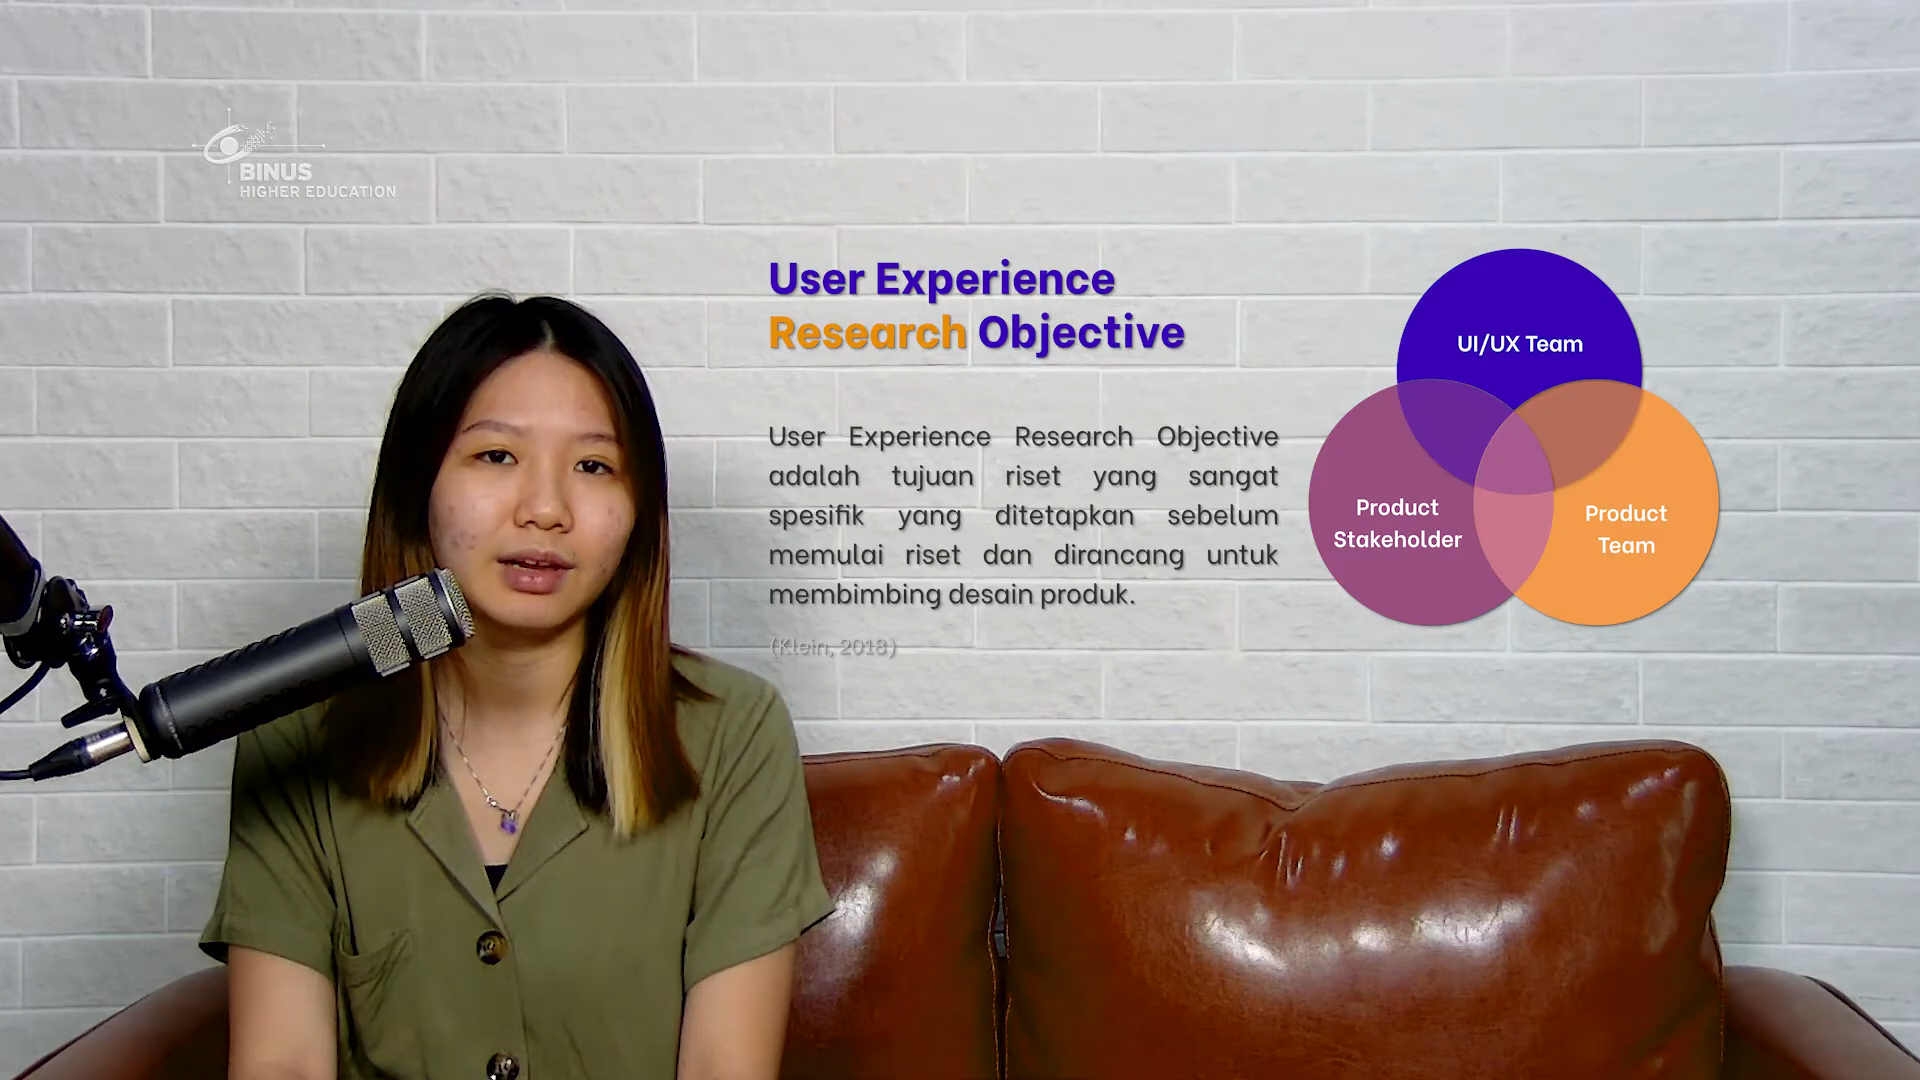 BINUS
HIGHER EDUCATION
User Experience
Research Objective
User Experience Research Objective
adalah tujuan riset yang sangat
spesifik yang ditetapkan sebelum
memulai riset dan dirancang untuk
membimbing desain produk.
(Klein, 2018)
UI/UX Team
Product
Stakeholder
Product
Team